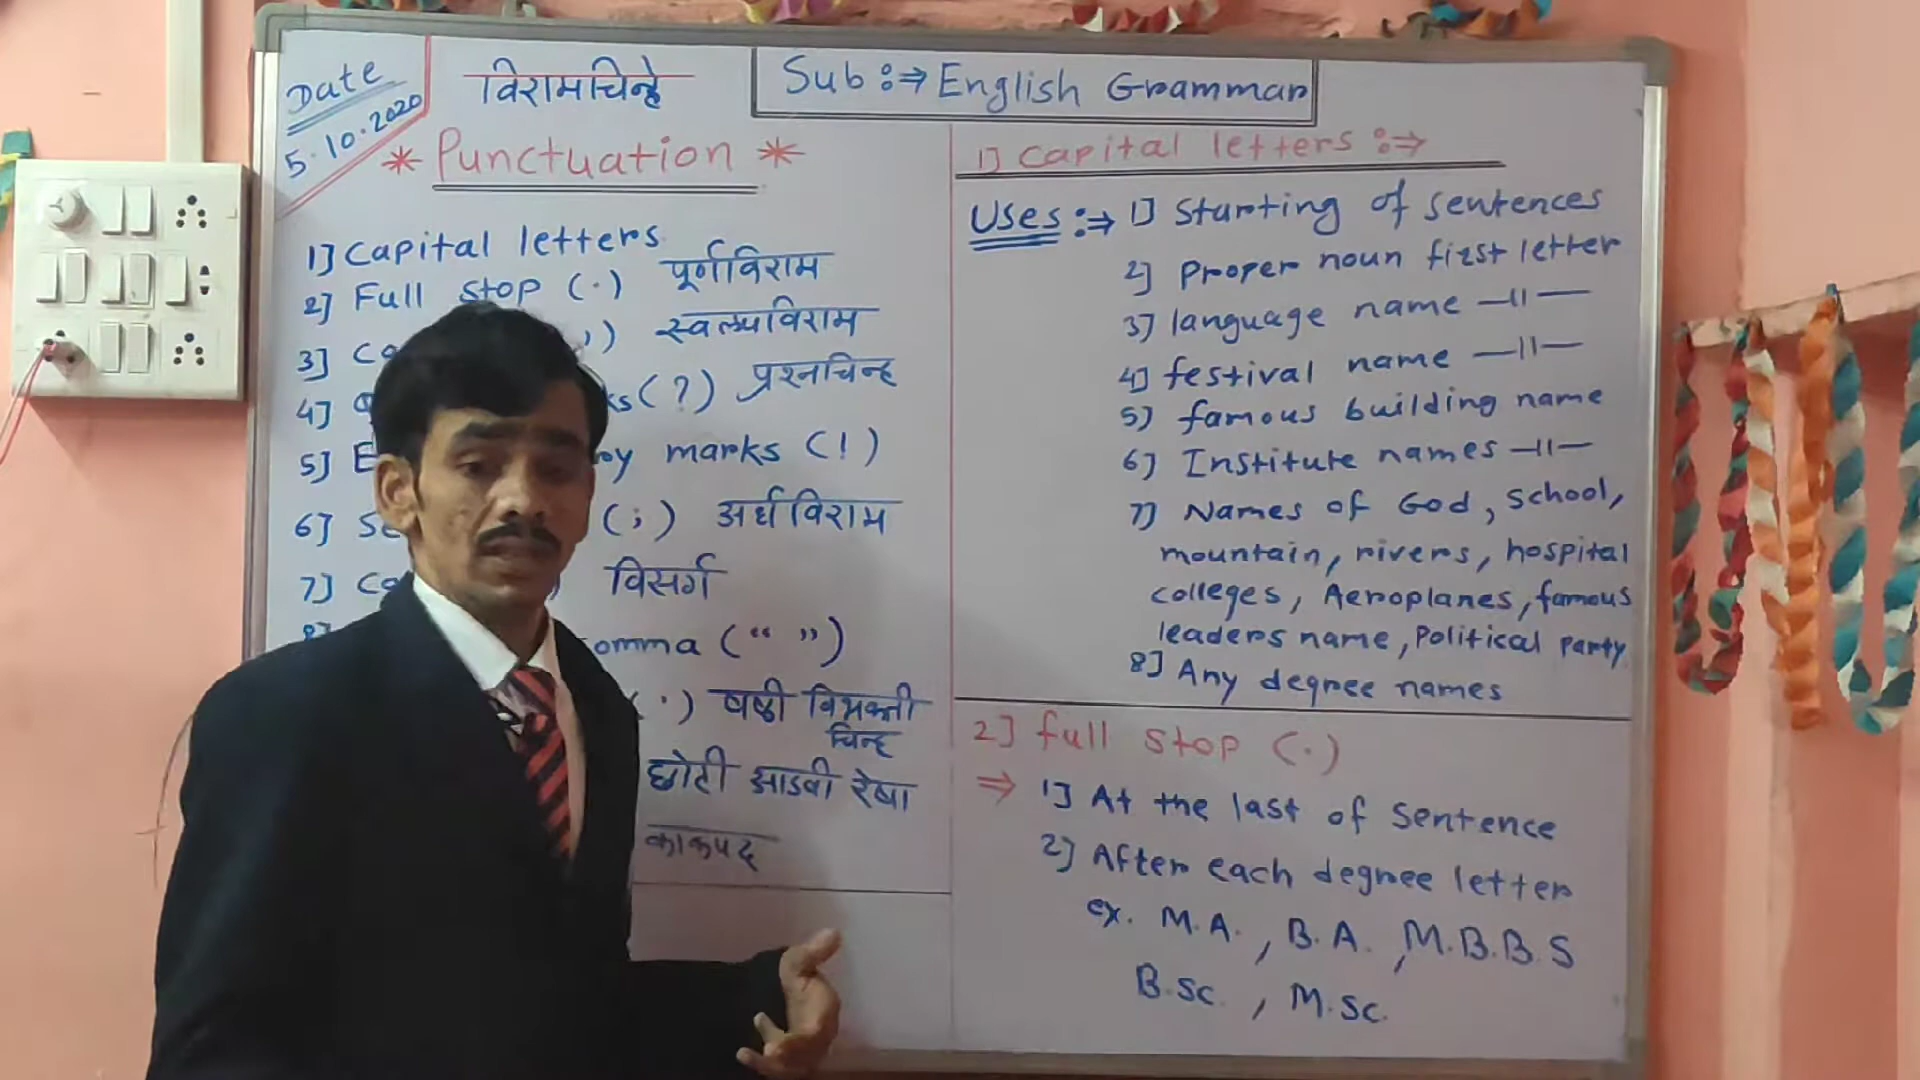 Date
5.10.2020
विरामचिन्हे
Sub :⇒ English Grammar
* Punctuation *
1] Capital letters
2] Full stop (.) पूर्णविराम
3] Co ,) स्वल्पविराम
4] ks (?) प्रश्नचिन्ह
5] E oy marks (!)
6] Se (;) अर्धविराम
7] Co ) विसर्ग
8] omma (“ ”)
(') षष्ठी विभक्ती
चिन्ह
छोटी आडवी रेषा
काकपद
1] Capital letters :⇒
Uses :⇒ 1] Starting of sentences
2] Proper noun first letter
3] language name —11—
4] festival name —11—
5] famous building name
6] Institute names —11—
7] Names of God, School,
mountain, rivers, hospital
colleges, Aeroplanes, famous
leaders name, Political Party
8] Any degree names
2] full stop (.)
⇒ 1] At the last of Sentence
2] After each degree letter
ex. M.A. , B.A. , M.B.B.S
B.Sc. , M.Sc.